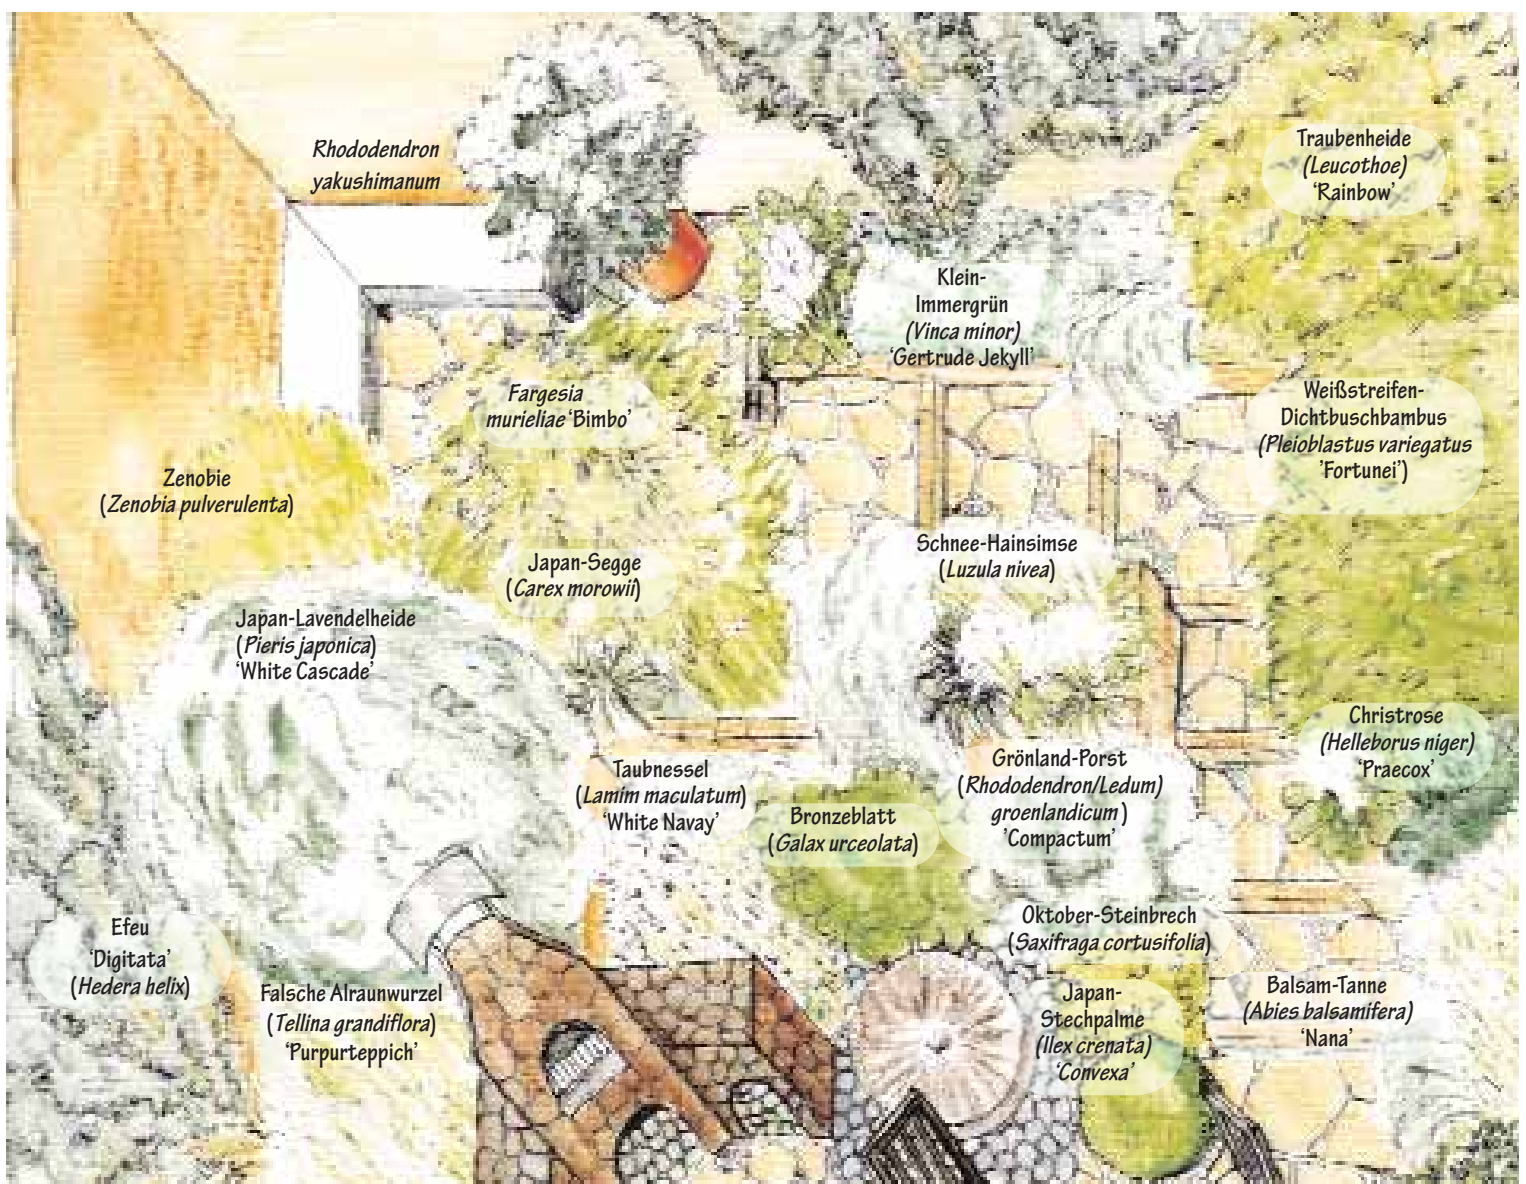 Rhododendron
yakushimanum
Traubenheide
(Leucothoe)
‘Rainbow’
Klein-
Immergrün
(Vinca minor)
‘Gertrude Jekyll’
Fargesia
murieliae ‘Bimbo’
Weißstreifen-
Dichtbuschbambus
(Pleioblastus variegatus
’Fortunei’)
Zenobie
(Zenobia pulverulenta)
Schnee-Hainsimse
(Luzula nivea)
Japan-Segge
(Carex morowii)
Japan-Lavendelheide
(Pieris japonica)
‘White Cascade’
Christrose
(Helleborus niger)
‘Praecox’
Taubnessel
(Lamim maculatum)
‘White Navay’
Grönland-Porst
(Rhododendron/Ledum)
groenlandicum)
’Compactum’
Bronzeblatt
(Galax urceolata)
Oktober-Steinbrech
(Saxifraga cortusifolia)
Efeu
‘Digitata’
(Hedera helix)
Falsche Alraunwurzel
(Tellina grandiflora)
‘Purpurteppich’
Japan-
Stechpalme
(Ilex crenata)
‘Convexa’
Balsam-Tanne
(Abies balsamifera)
‘Nana’